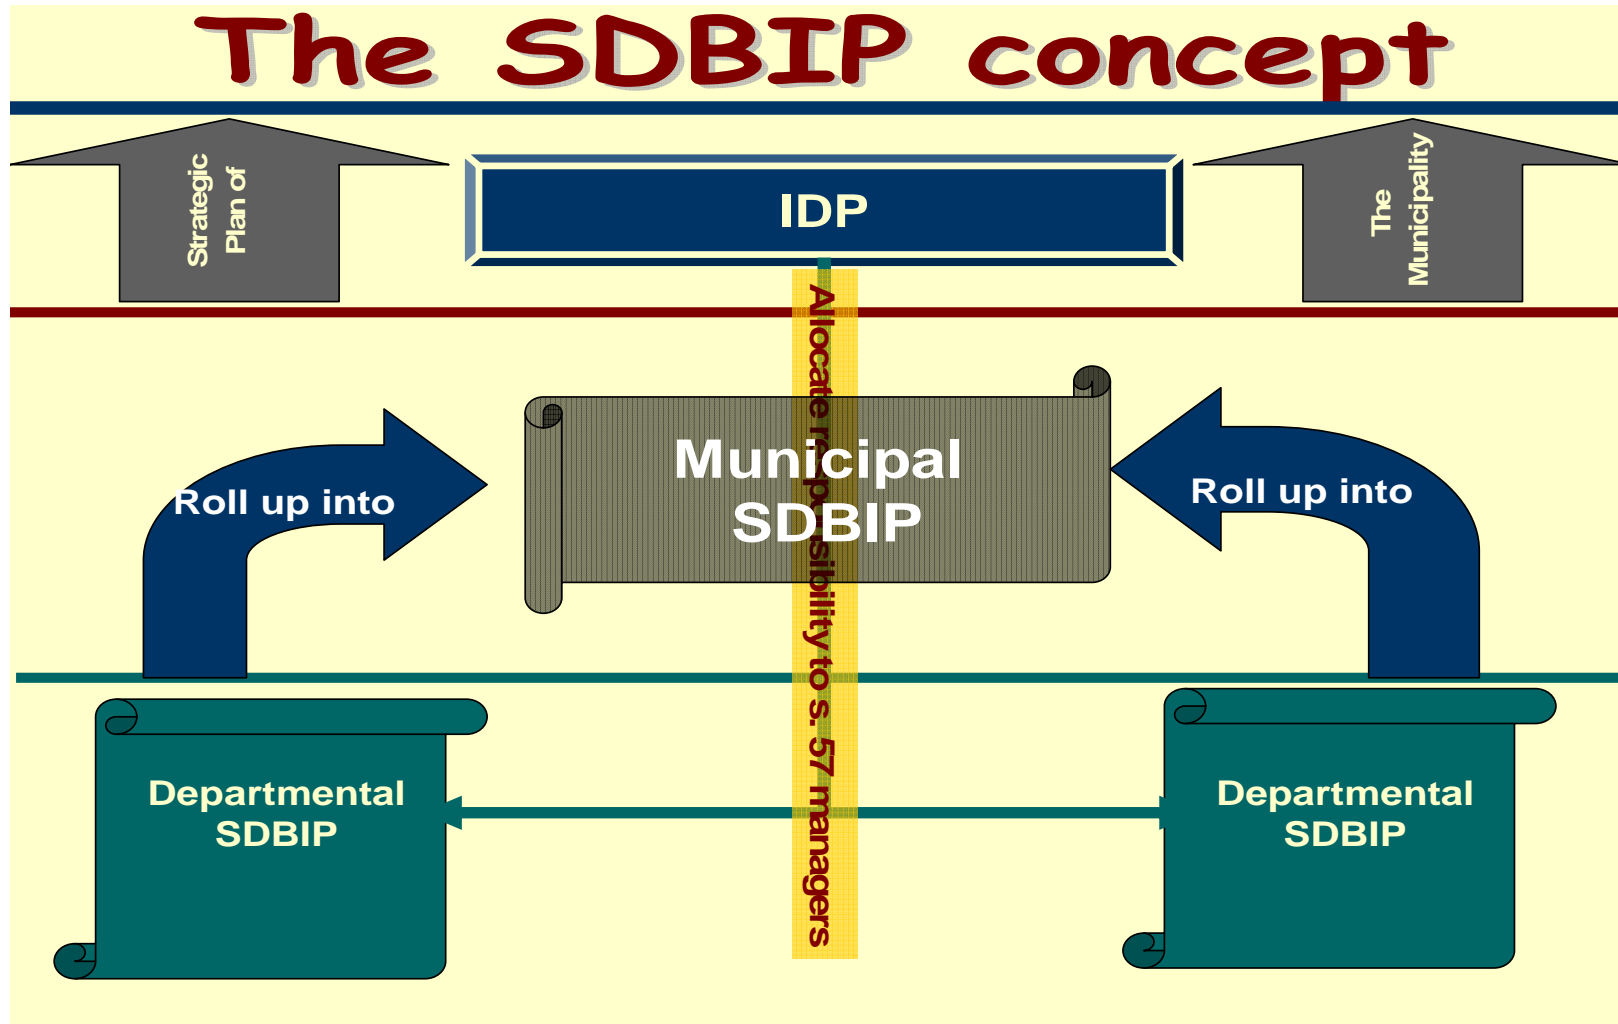 The SDBIP concept
Strategic
Plan of
IDP
The
Municipality
Allocate responsibility to s. 57 managers
Municipal
SDBIP
Roll up into
Roll up into
Departmental
SDBIP
Departmental
SDBIP